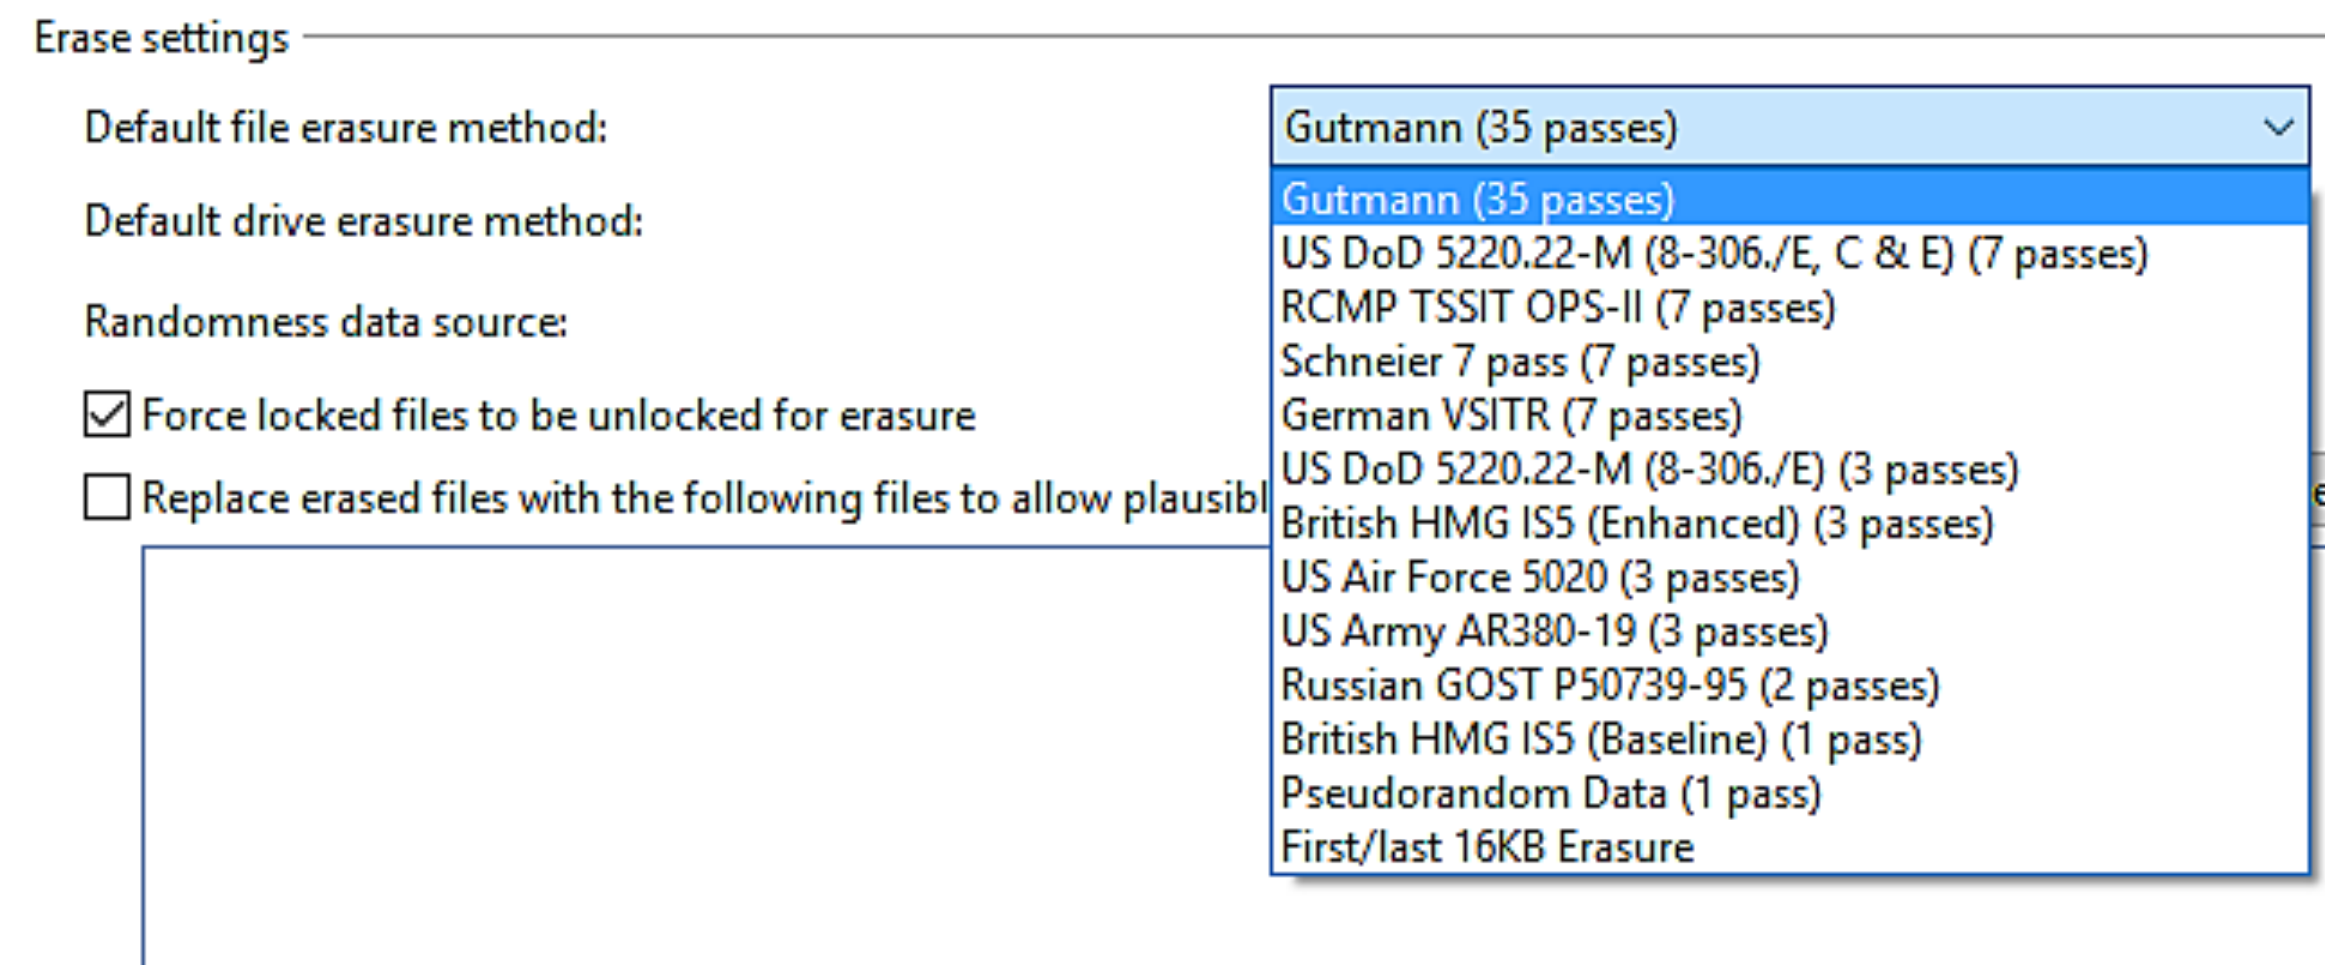 Erase settings
Default file erasure method:
Gutmann (35 passes)
Default drive erasure method:
Randomness data source:
Force locked files to be unlocked for erasure
Replace erased files with the following files to allow
Gutmann (35 passes)
US DoD 5220.22-M (8-306./E, C & E) (7 passes)
RCMP TSSIT OPS-II (7 passes)
Schneier 7 pass (7 passes)
German VSITR (7 passes)
US DoD 5220.22-M (8-306./E) (3 passes)
British HMG IS5 (Enhanced) (3 passes)
US Air Force 5020 (3 passes)
US Army AR380-19 (3 passes)
Russian GOST P50739-95 (2 passes)
British HMG IS5 (Baseline) (1 pass)
Pseudorandom Data (1 pass)
First/last 16KB Erasure